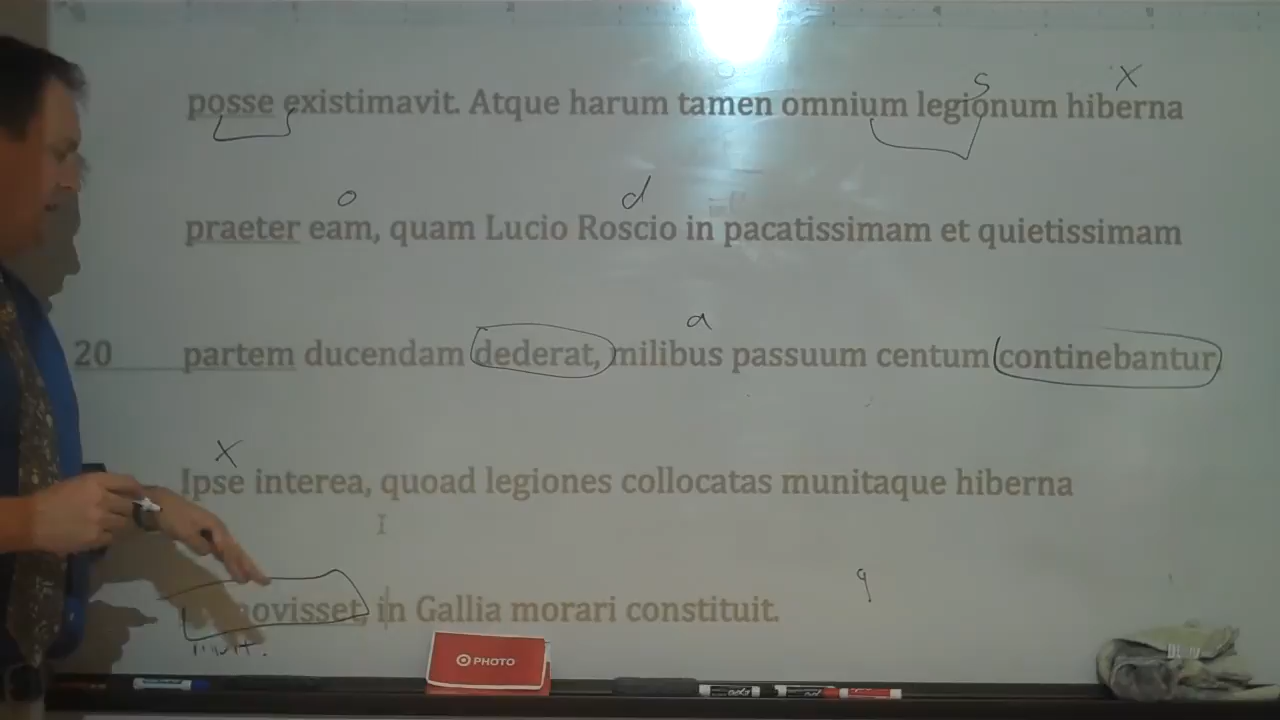 posse existimavit. Atque harum tamen omnium legionum hiberna
praeter eam, quam Lucio Roscio in pacatissimam et quietissimam
20 partem ducendam dederat, milibus passuum centum continebantur
Ipse interea, quoad legiones collocatas munitaque hiberna
in Gallia morari constituit.
PHOTO
s
x
o
d
a
x